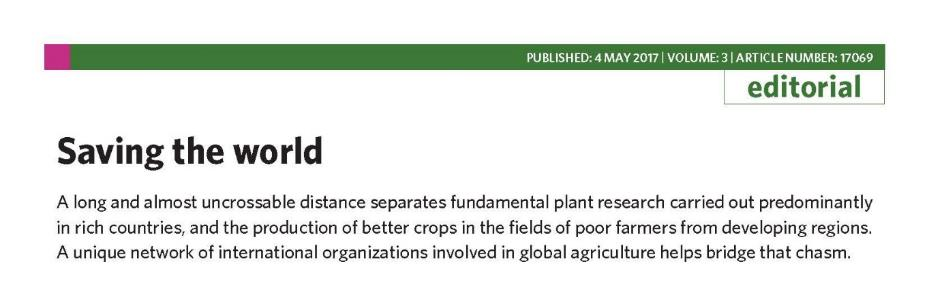 PUBLISHED: 4 MAY 2017 | VOLUME: 3 | ARTICLE NUMBER: 17069
editorial
Saving the world
A long and almost uncrossable distance separates fundamental plant research carried out predominantly
in rich countries, and the production of better crops in the fields of poor farmers from developing regions.
A unique network of international organizations involved in global agriculture helps bridge that chasm.